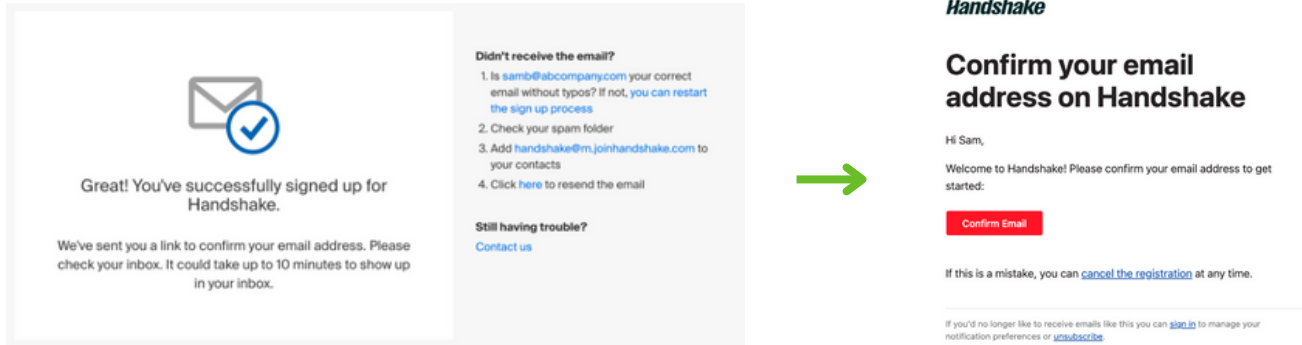 Great! You've successfully signed up for
Handshake.
We've sent you a link to confirm your email address. Please
check your inbox. It could take up to 10 minutes to show up
in your inbox.
Didn't receive the email?
1. Is samb@abcompany.com your correct
email without typos? If not, you can restart
the sign up process
2. Check your spam folder
3. Add handshake@m.joinhandshake.com to
your contacts
4. Click here to resend the email
Still having trouble?
Contact us
Handshake
Confirm your email
address on Handshake
Hi Sam,
Welcome to Handshake! Please confirm your email address to get
started:
Confirm Email
If this is a mistake, you can cancel the registration at any time.
If you'd no longer like to receive emails like this you can sign in to manage your
notification preferences or unsubscribe.